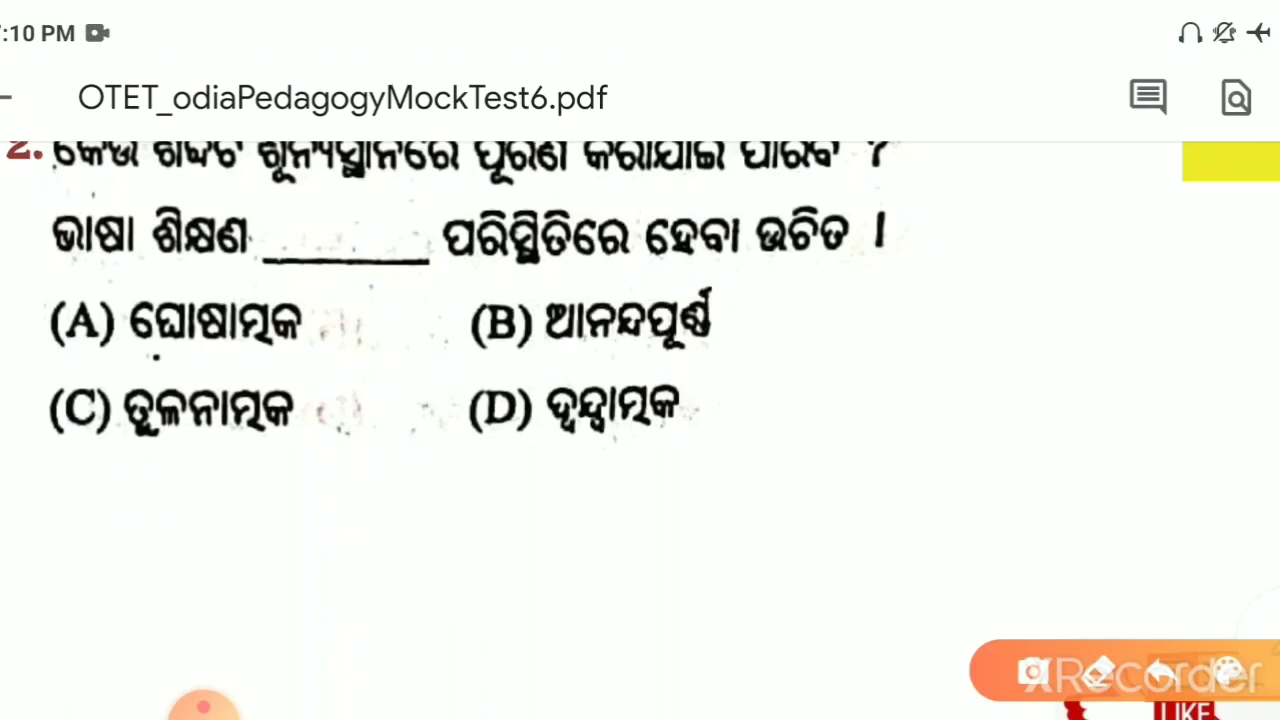 :10 PM
OTET_odiaPedagogyMockTest6.pdf
2. କେଉଁ ଶବ୍ଦଟି ଶୂନ୍ୟସ୍ଥାନରେ ପୂରଣ କରାଯାଇ ପାରିବ ?
ଭାଷା ଶିକ୍ଷଣ ________ ପରିସ୍ଥିତିରେ ହେବା ଉଚିତ ।
(A) ଘୋଷାତ୍ମକ (B) ଆନନ୍ଦପୂର୍ଣ୍ଣ
(C) ତୁଳନାତ୍ମକ (D) ଦ୍ୱନ୍ଦ୍ୱାତ୍ମକ
XRecorder
LIKE